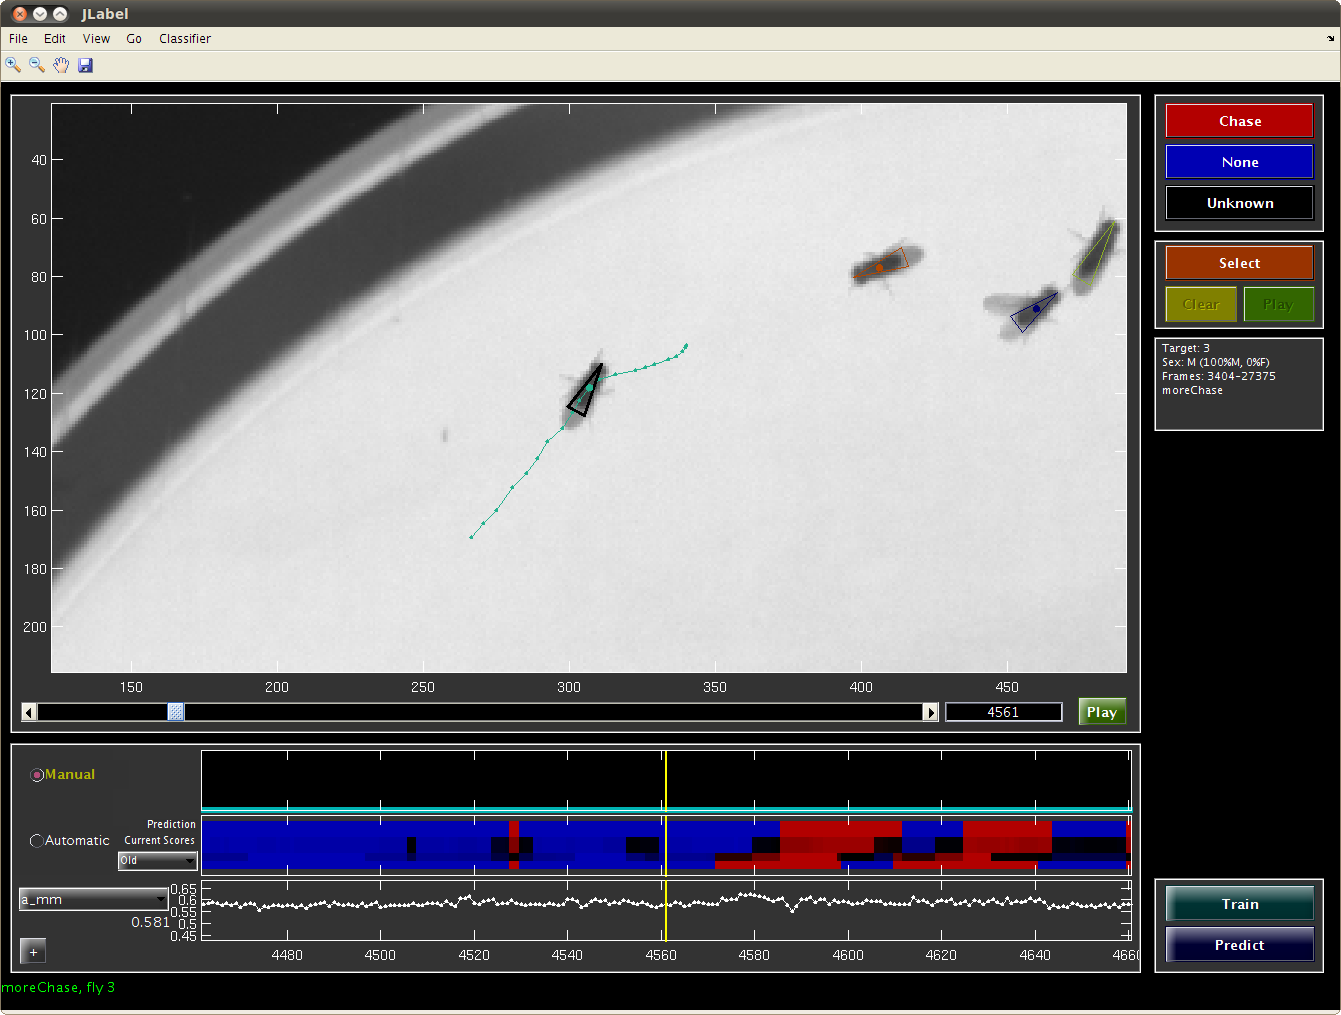 JLabel
File Edit View Go Classifier
40
60
80
100
120
140
160
180
200
150 200 250 300 350 400 450
4561
Play
Chase
None
Unknown
Select
Clear Play
Target: 3
Sex: M (100%M, 0%F)
Frames: 3404-27375
moreChase
Manual
Prediction
Automatic Current Scores
Old
a_mm
0.581
0.65
0.6
0.55
0.5
0.45
+
4480 4500 4520 4540 4560 4580 4600 4620 4640 4660
Train
Predict
moreChase, fly 3